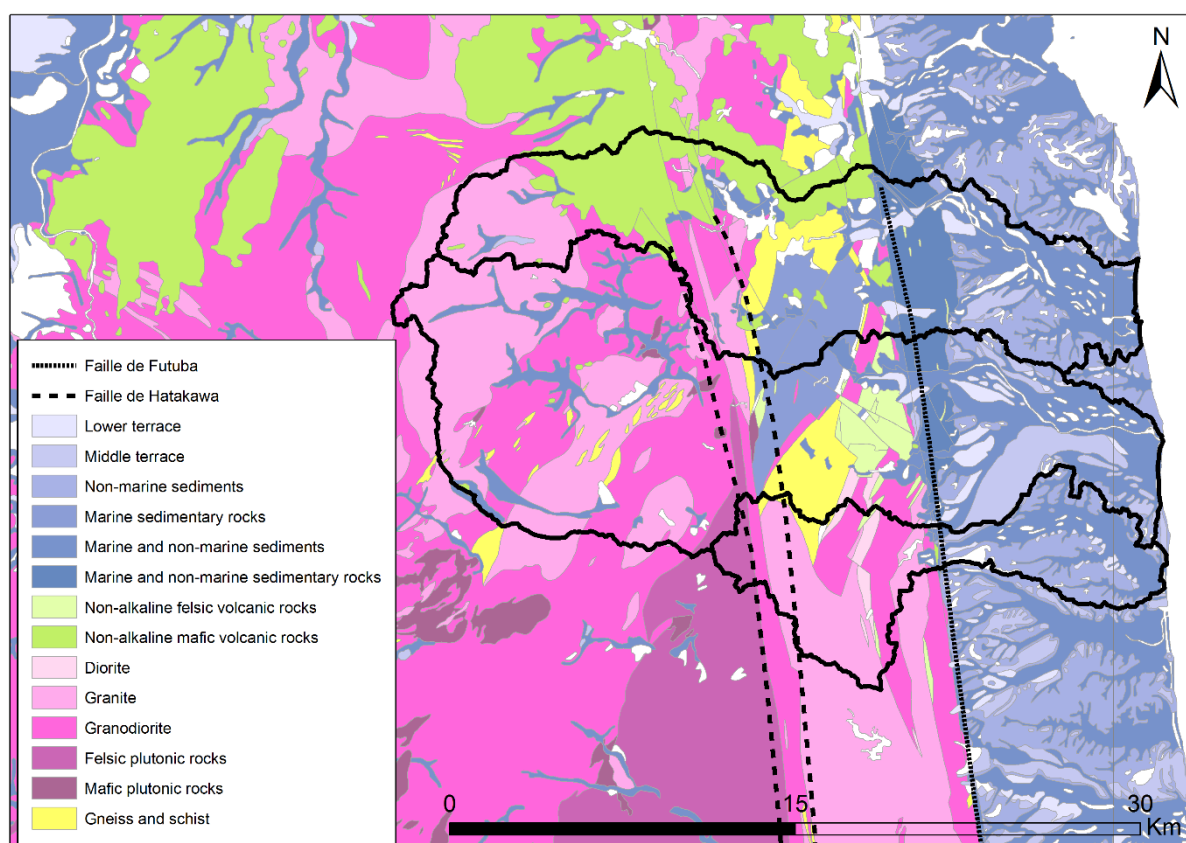 N
Faille de Futuba
Faille de Hatakawa
Lower terrace
Middle terrace
Non-marine sediments
Marine sedimentary rocks
Marine and non-marine sediments
Marine and non-marine sedimentary rocks
Non-alkaline felsic volcanic rocks
Non-alkaline mafic volcanic rocks
Diorite
Granite
Granodiorite
Felsic plutonic rocks
Mafic plutonic rocks
Gneiss and schist
0 15 30
Km